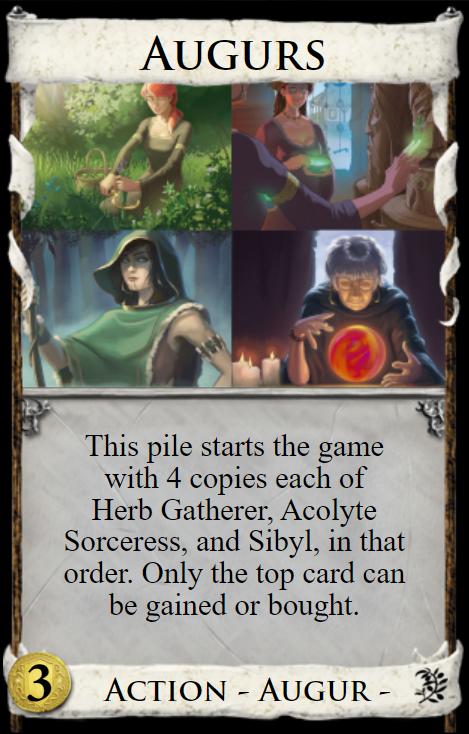 AUGURS
This pile starts the game
with 4 copies each of
Herb Gatherer, Acolyte
Sorceress, and Sibyl, in that
order. Only the top card can
be gained or bought.
3
ACTION - AUGUR -